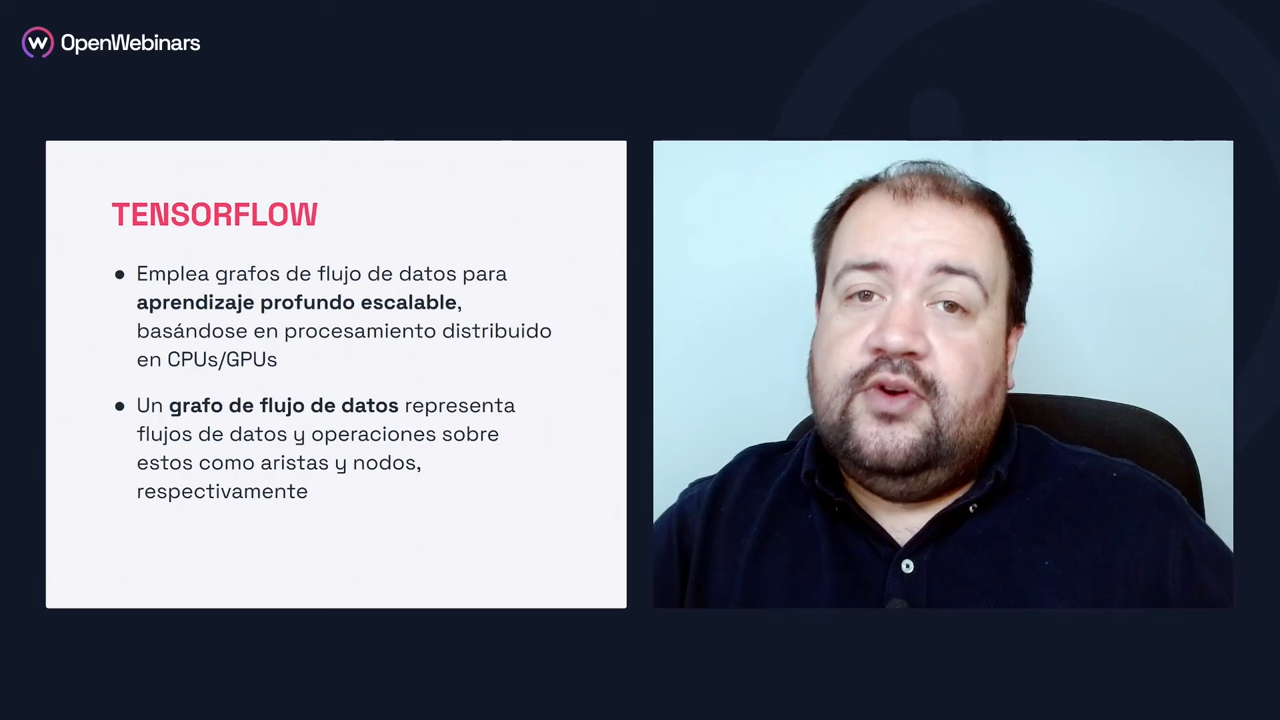 OpenWebinars
TENSORFLOW
● Emplea grafos de flujo de datos para
aprendizaje profundo escalable,
basándose en procesamiento distribuido
en CPUs/GPUs
● Un grafo de flujo de datos representa
flujos de datos y operaciones sobre
estos como aristas y nodos,
respectivamente